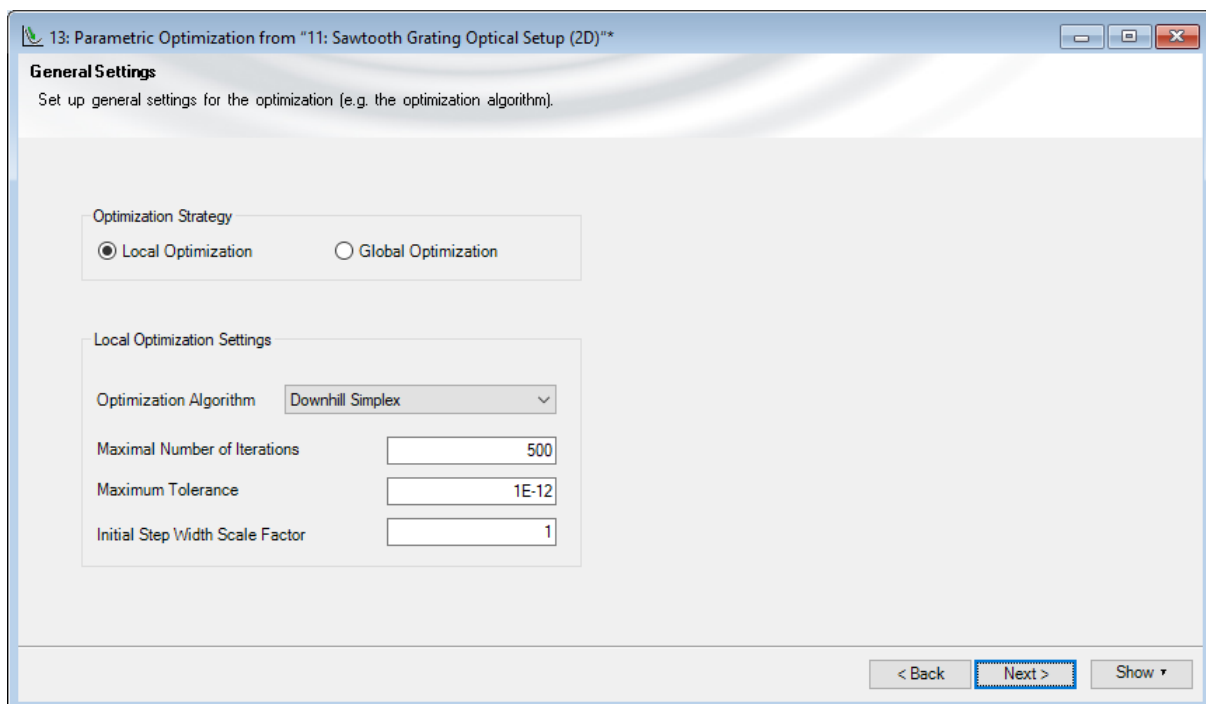 13: Parametric Optimization from "11: Sawtooth Grating Optical Setup (2D)"*
General Settings
Set up general settings for the optimization (e.g. the optimization algorithm).
Optimization Strategy
Local Optimization Global Optimization
Local Optimization Settings
Optimization Algorithm Downhill Simplex
Maximal Number of Iterations 500
Maximum Tolerance 1E-12
Initial Step Width Scale Factor 1
< Back Next > Show